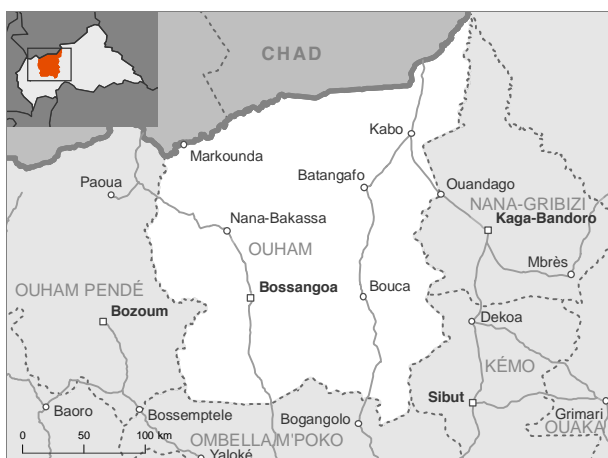 CHAD
Kabo
Markounda
Batangafo
Paoua
Ouandago
NANA-GRIBIZI
Kaga-Bandoro
Nana-Bakassa
OUHAM
Mbrès
OUHAM PENDÉ
Bossangoa
Bouca
Bozoum
Dekoa
KÉMO
Sibut
Baoro
Bossemptele
Bogangolo
Grimari
OUAKA
OMBELLA M'POKO
0 50 100 km
Yaloké